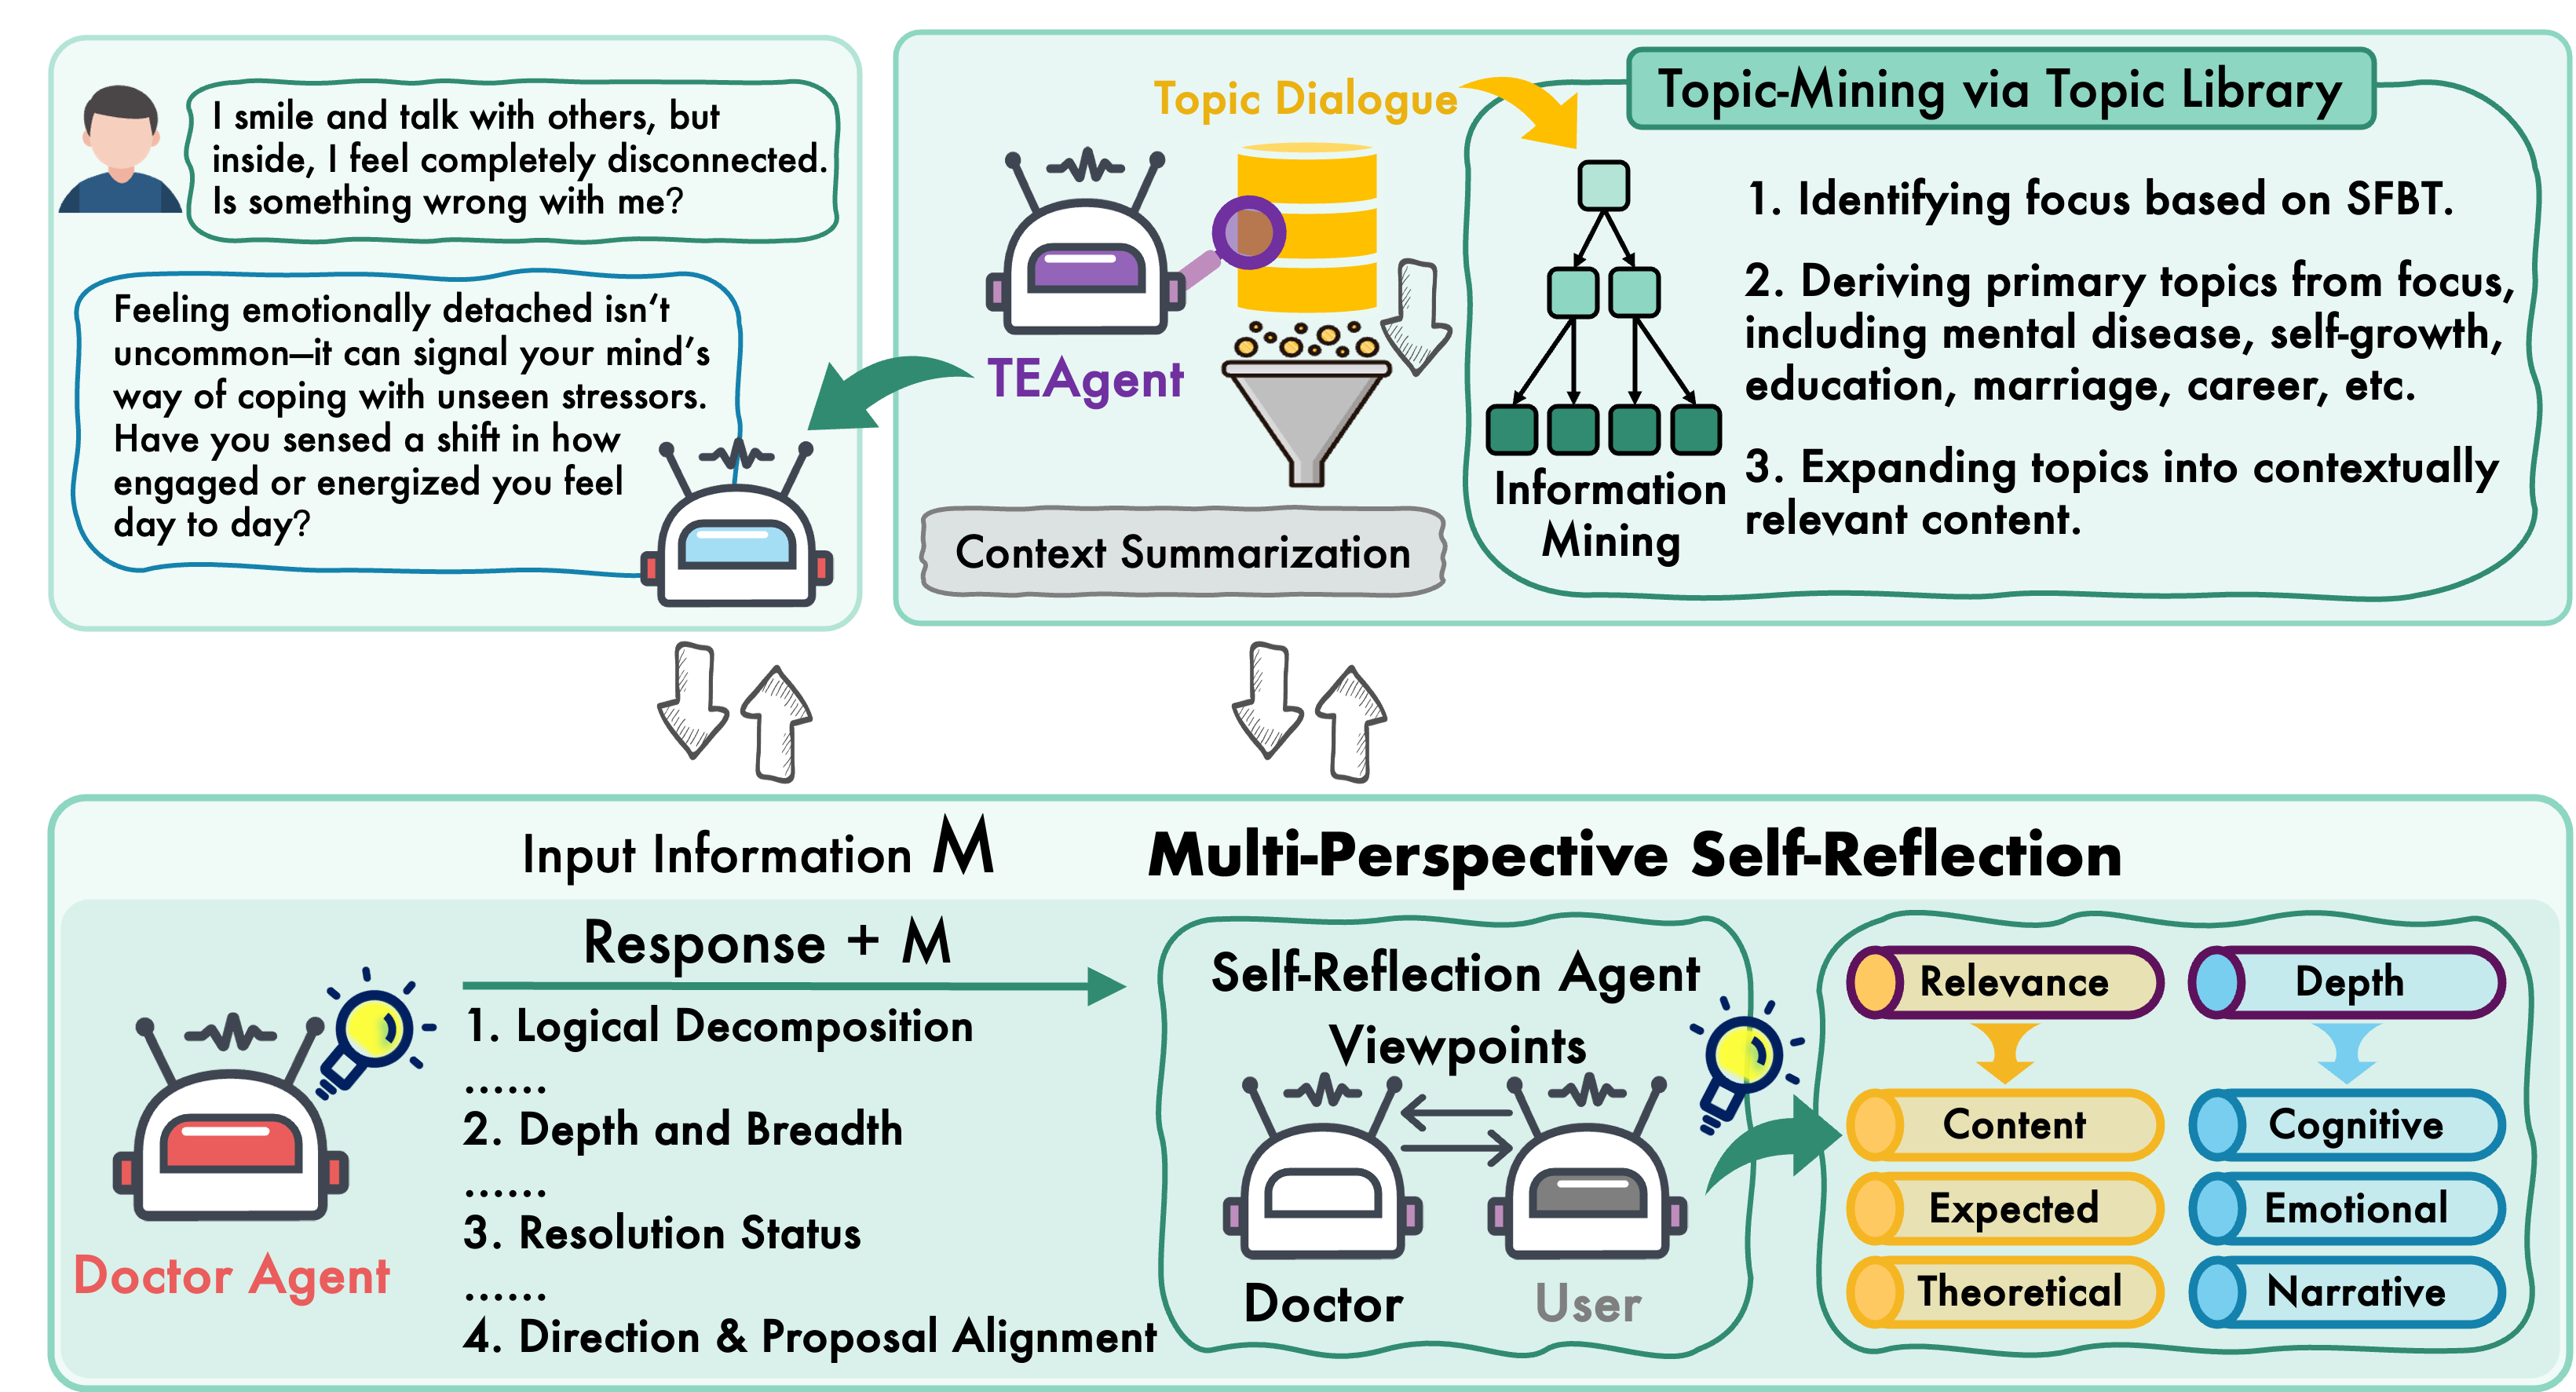 I smile and talk with others, but
inside, I feel completely disconnected.
Is something wrong with me?
Feeling emotionally detached isn‘t
uncommon—it can signal your mind’s
way of coping with unseen stressors.
Have you sensed a shift in how
engaged or energized you feel
day to day?
Topic Dialogue
TEAgent
Context Summarization
Topic-Mining via Topic Library
Information
Mining
1. Identifying focus based on SFBT.
2. Deriving primary topics from focus,
including mental disease, self-growth,
education, marriage, career, etc.
3. Expanding topics into contextually
relevant content.
Input Information M
Multi-Perspective Self-Reflection
Doctor Agent
Response + M
1. Logical Decomposition
......
2. Depth and Breadth
......
3. Resolution Status
......
4. Direction & Proposal Alignment
Self-Reflection Agent
Viewpoints
Doctor
User
Relevance
Content
Expected
Theoretical
Depth
Cognitive
Emotional
Narrative